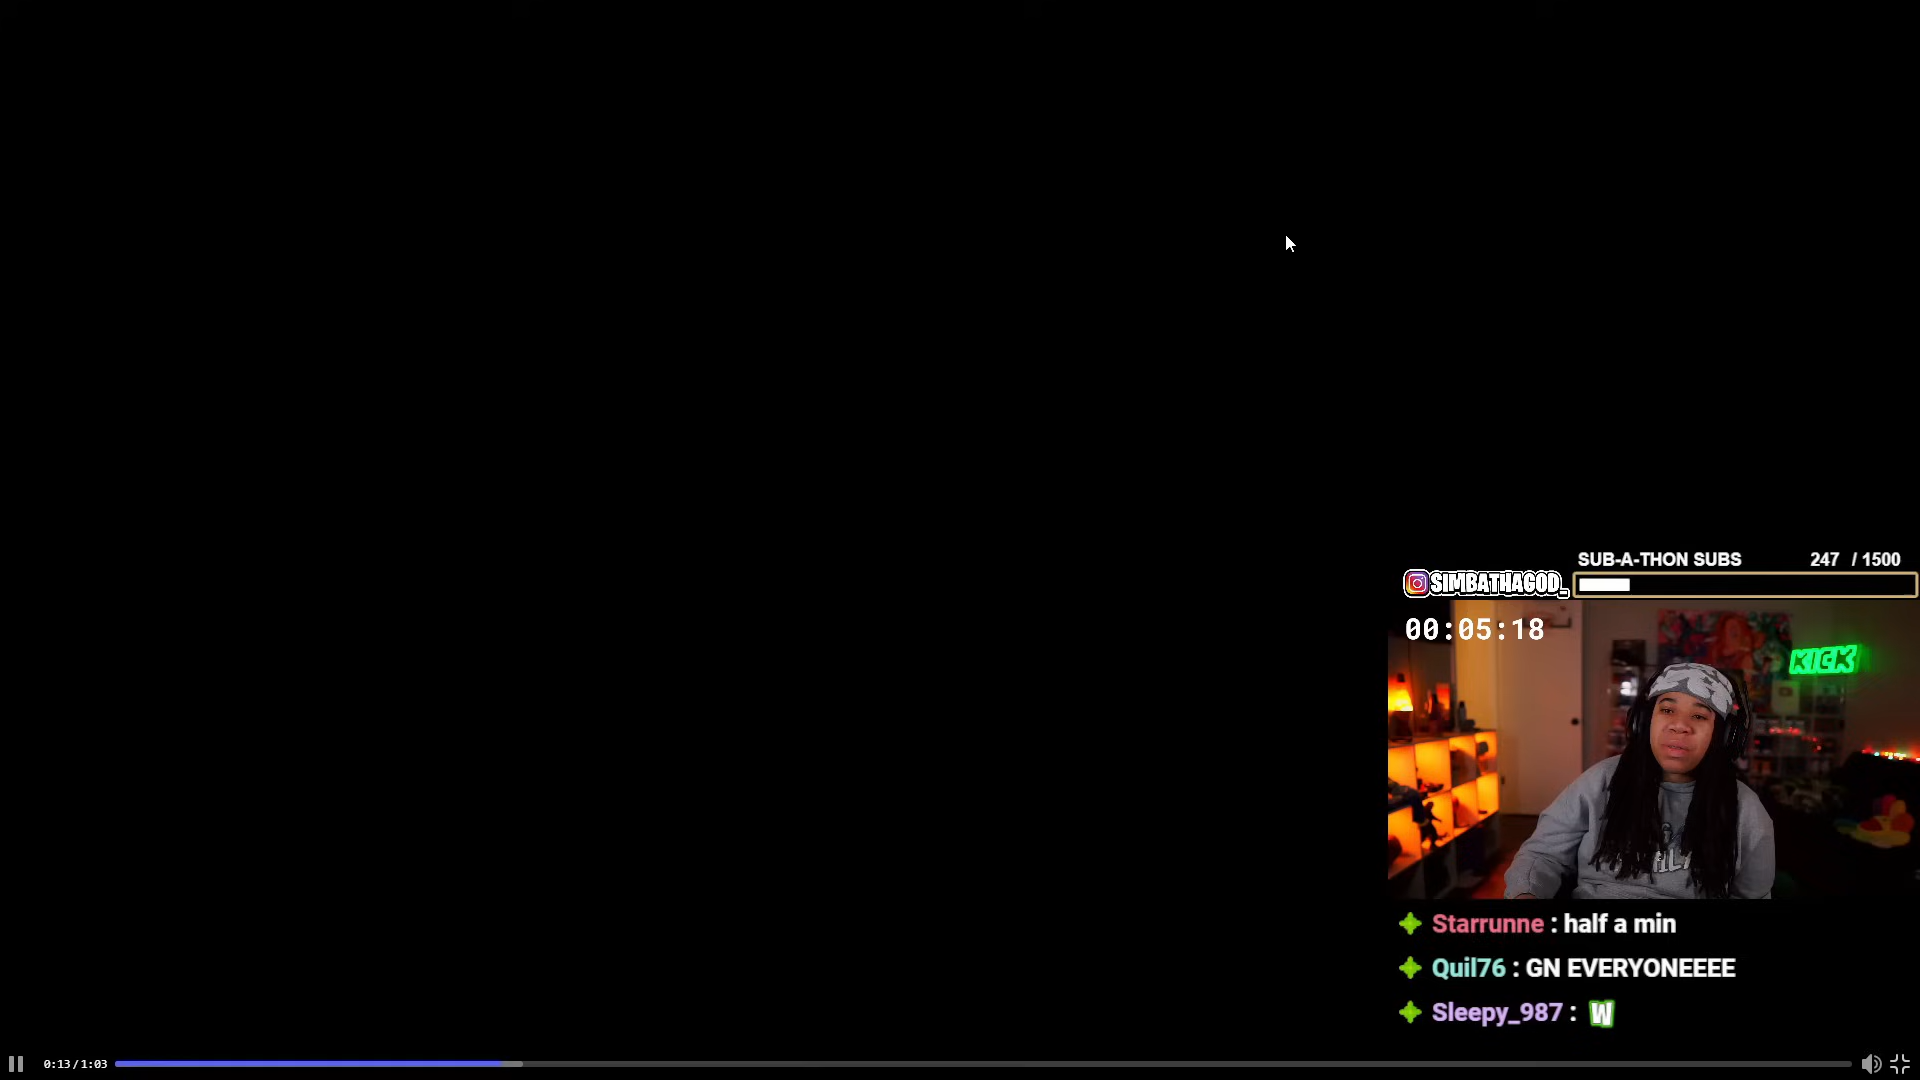 SUB-A-THON SUBS 247 / 1500
SIMBATHAGOD_
00:05:18
KICK
Starrunne : half a min
Quil76 : GN EVERYONEEEE
Sleepy_987 : W
0:13/1:03